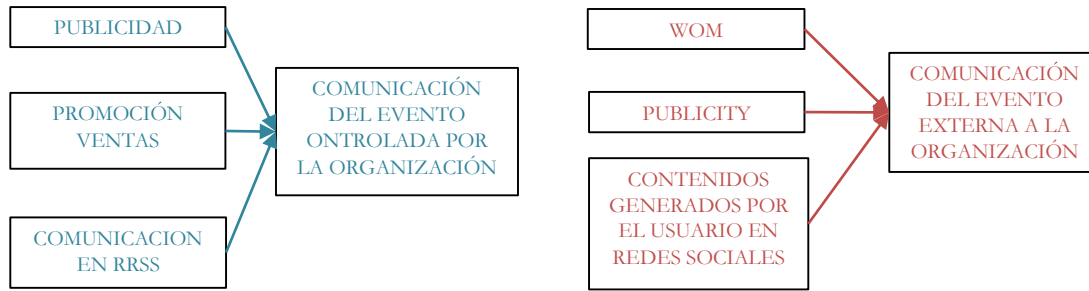 PUBLICIDAD
PROMOCIÓN
VENTAS
COMUNICACION
EN RRSS
COMUNICACIÓN
DEL EVENTO
ONTROLADA POR
LA ORGANIZACIÓN
WOM
PUBLICITY
CONTENIDOS
GENERADOS POR
EL USUARIO EN
REDES SOCIALES
COMUNICACIÓN
DEL EVENTO
EXTERNA A LA
ORGANIZACIÓN